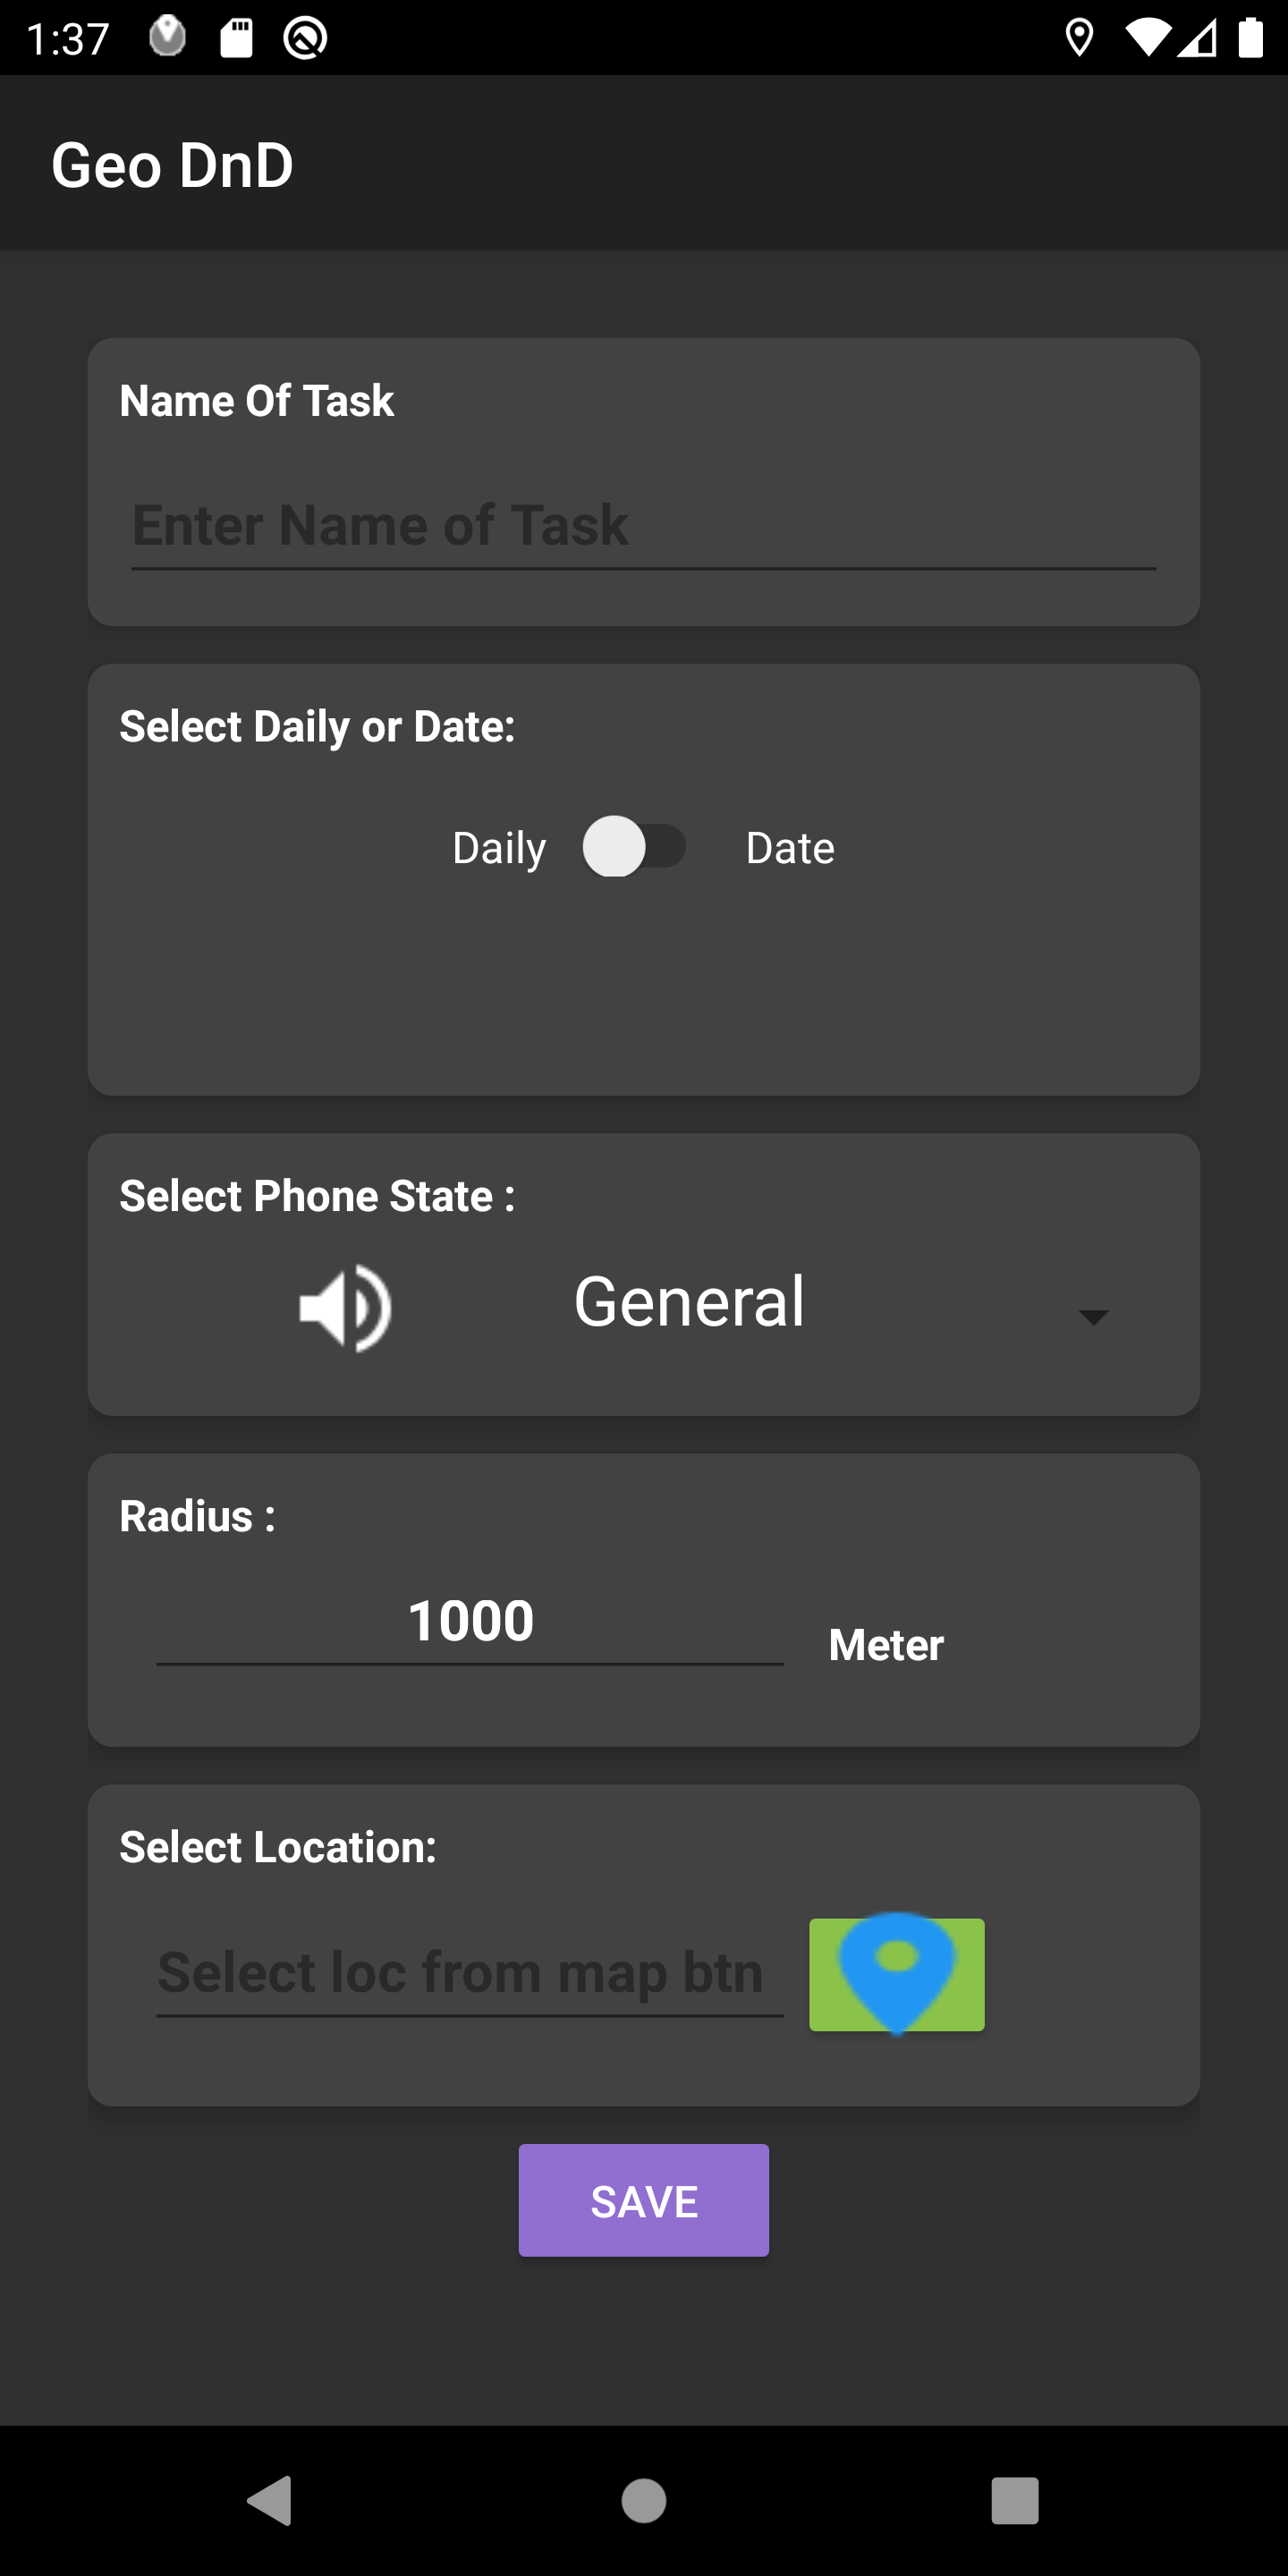 1:37
Geo DnD
Name Of Task
Enter Name of Task
Select Daily or Date:
Daily Date
Select Phone State :
General
Radius :
1000 Meter
Select Location:
Select loc from map btn
SAVE